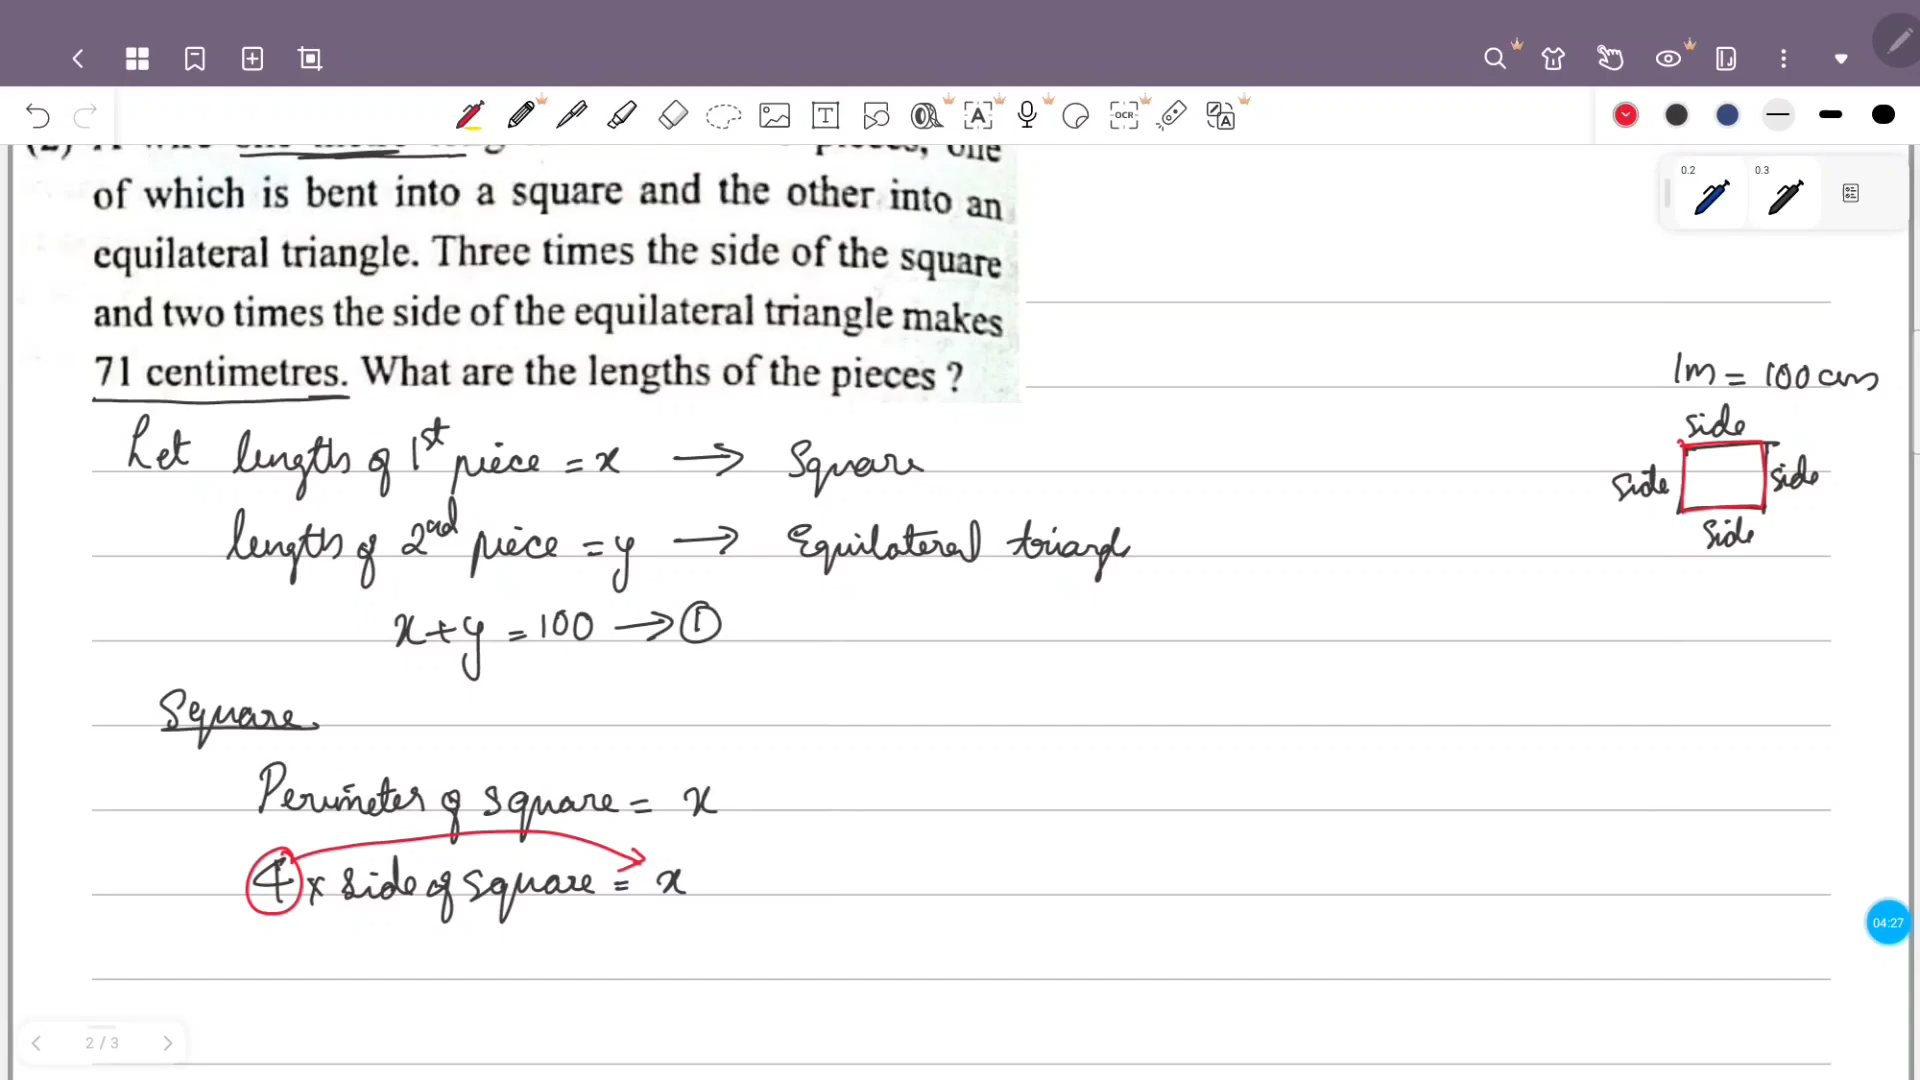 0.2 0.3
one
of which is bent into a square and the other into an
equilateral triangle. Three times the side of the square
and two times the side of the equilateral triangle makes
71 centimetres. What are the lengths of the pieces ?
1m = 100 cms
side
side side
side
Let lengths of 1st piece = x → Square
lengths of 2nd piece = y → Equilateral triangle
x + y = 100 → ①
Square
Perimeter of square = x
4 × side of square = x
04:27
2 / 3